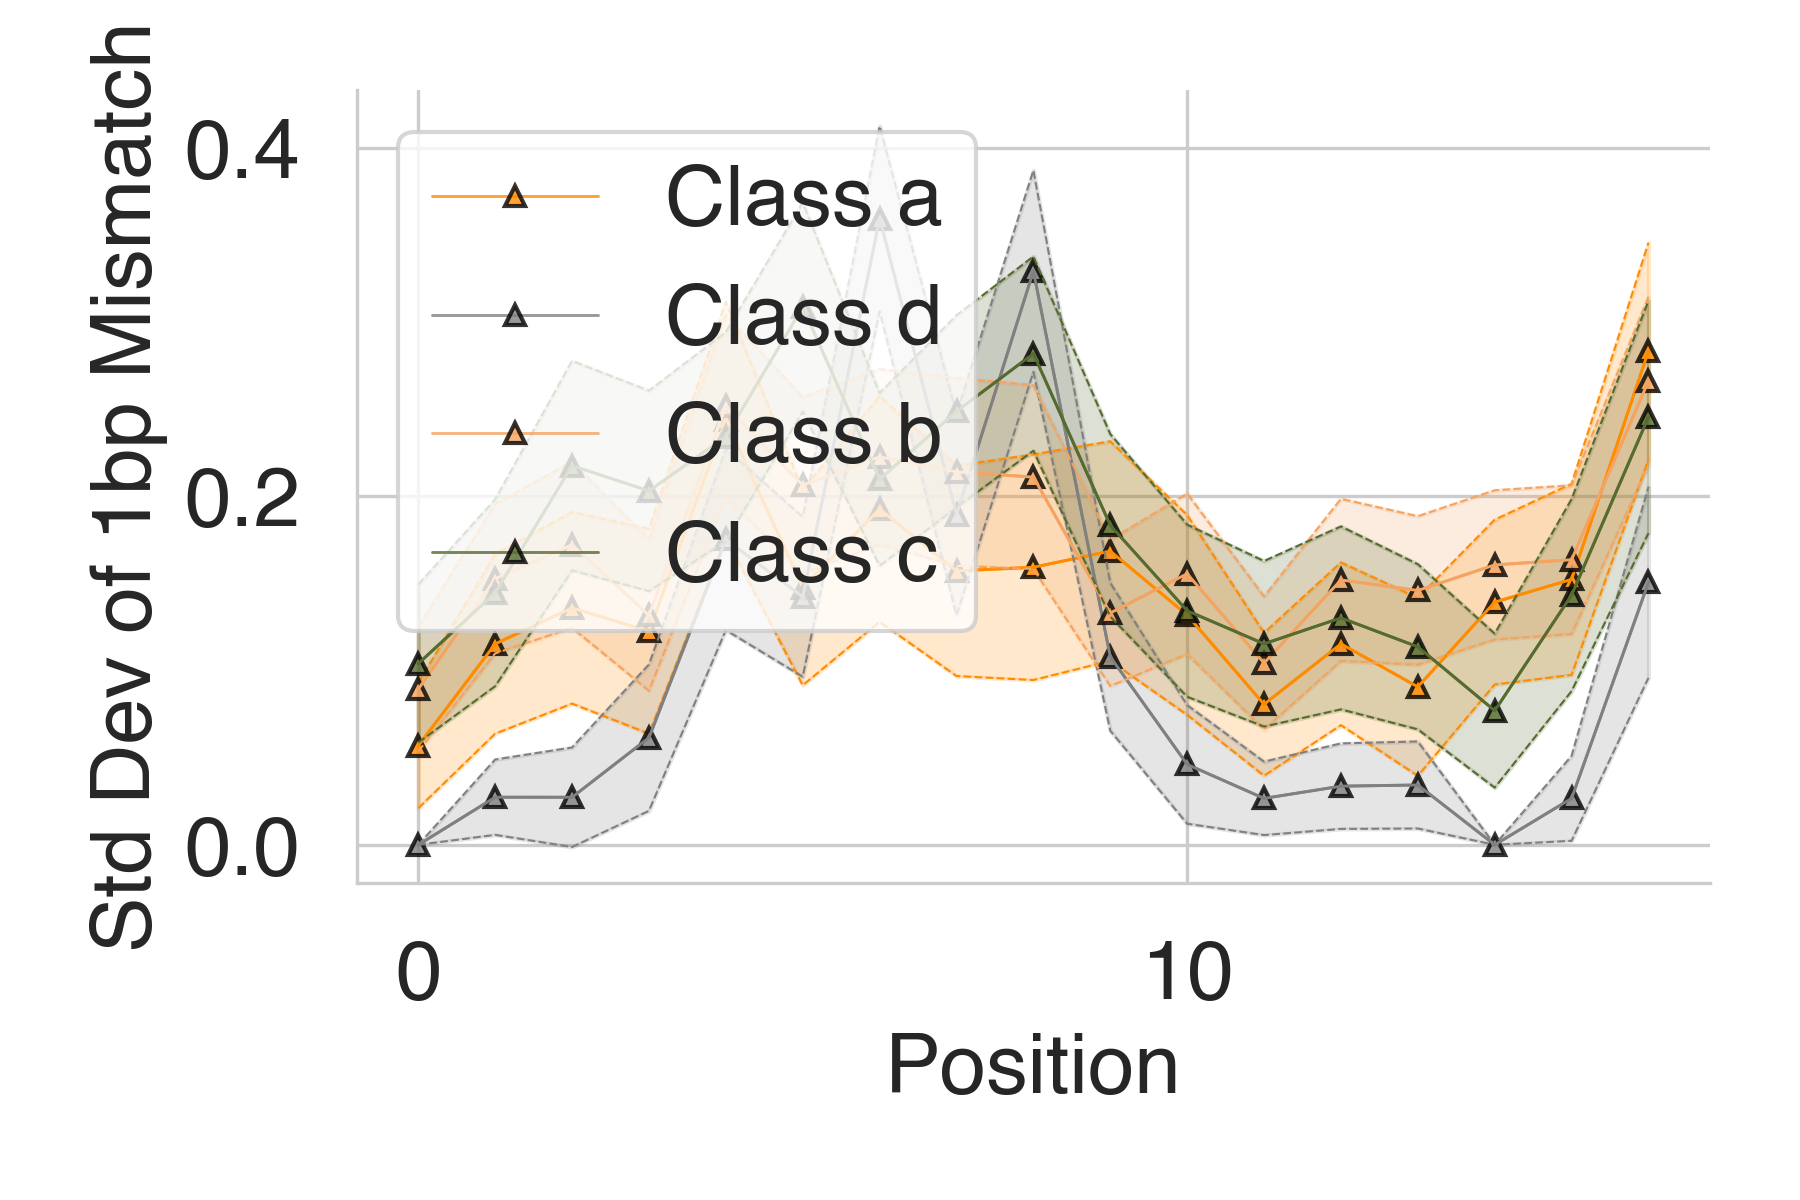 Std Dev of 1bp Mismatch
0.4
0.2
0.0
Class a
Class d
Class b
Class c
0
10
Position